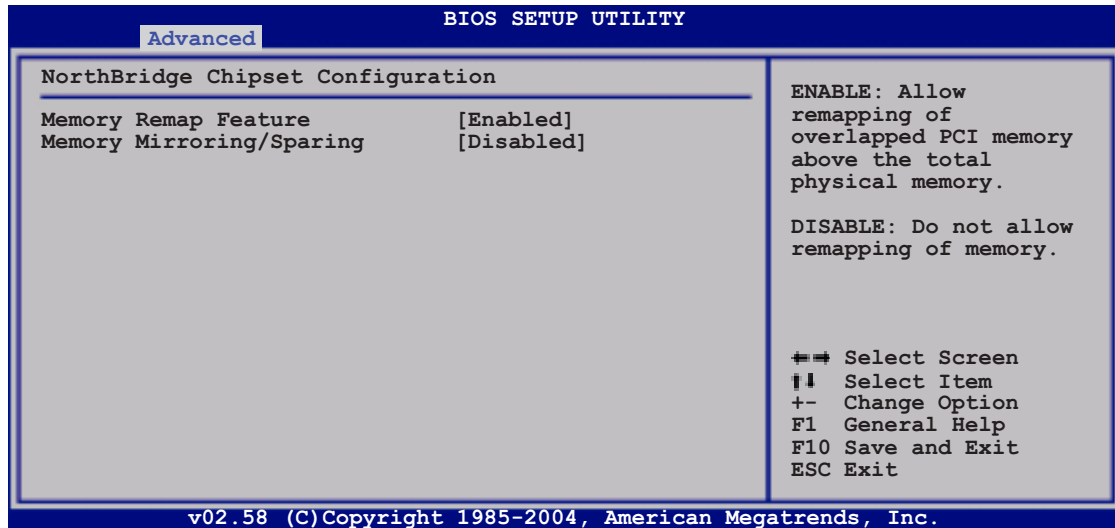 BIOS SETUP UTILITY
Advanced
NorthBridge Chipset Configuration
Memory Remap Feature [Enabled]
Memory Mirroring/Sparing [Disabled]
ENABLE: Allow
remapping of
overlapped PCI memory
above the total
physical memory.
DISABLE: Do not allow
remapping of memory.
←→ Select Screen
↑↓ Select Item
+- Change Option
F1 General Help
F10 Save and Exit
ESC Exit
v02.58 (C)Copyright 1985-2004, American Megatrends, Inc.